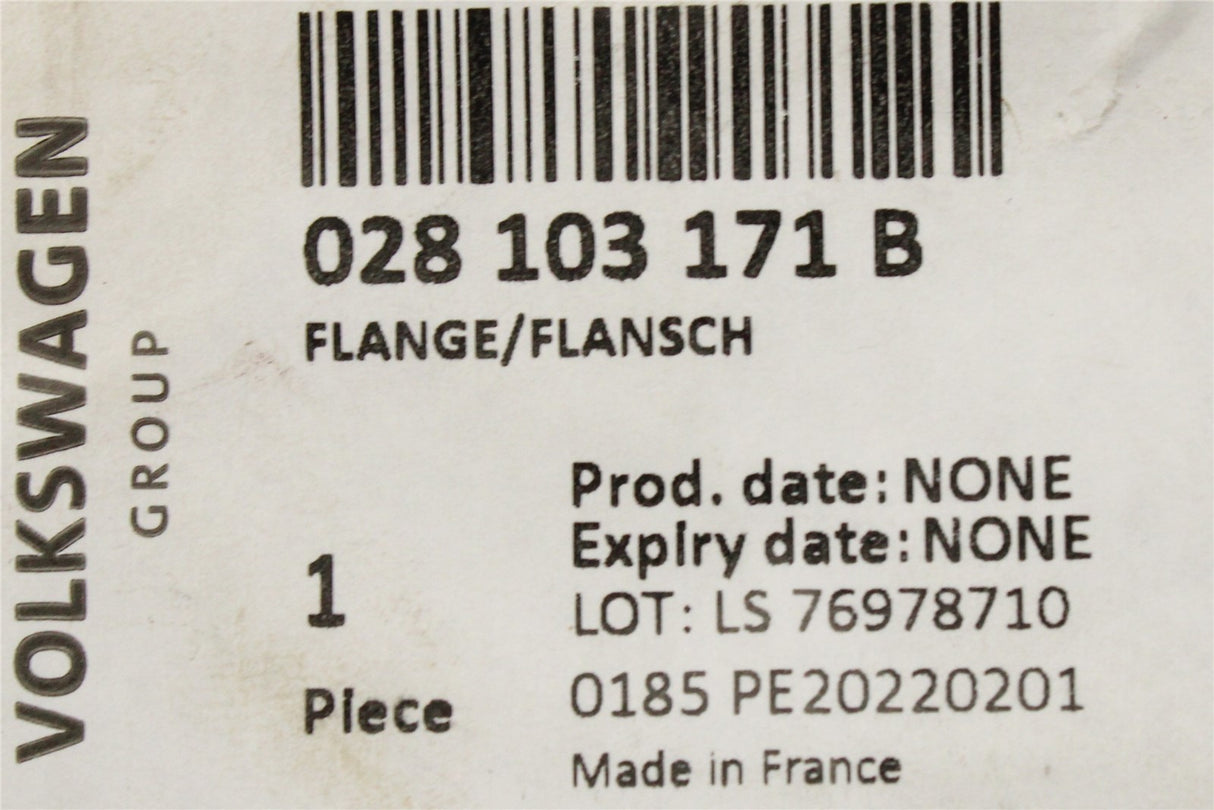 VOLKSWAGEN
GROUP
028 103 171 B
FLANGE/FLANSCH
Prod. date: NONE
Expiry date: NONE
LOT: LS 76978710
0185 PE20220201
Made in France
1
Piece